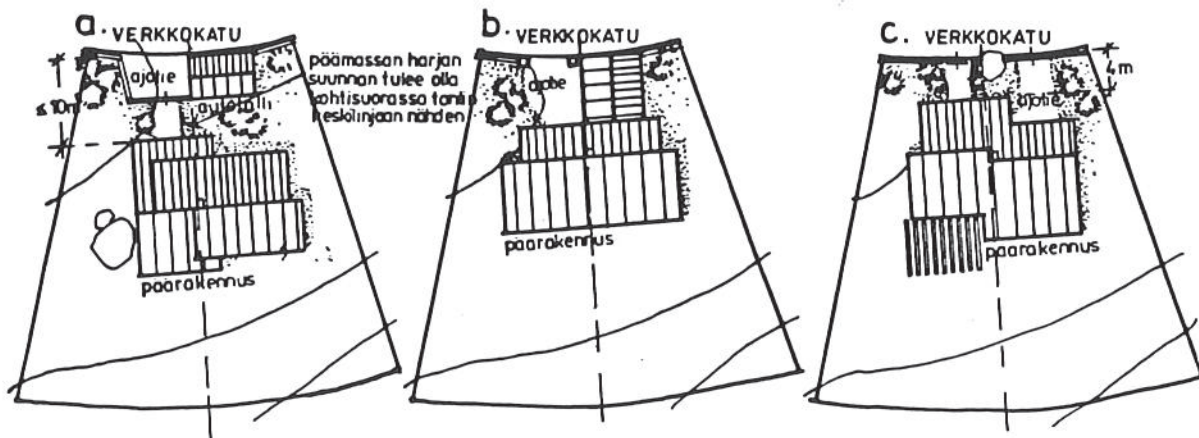 a. VERKKOKATU
ajotie
≤ 10m
autotalli
päämassan harjan
suunnan tulee olla
kohtisuorassa tontin
keskilinjaan nähden
päärakennus
b. VERKKOKATU
ajotie
päärakennus
c. VERKKOKATU
4 m
ajotie
päärakennus